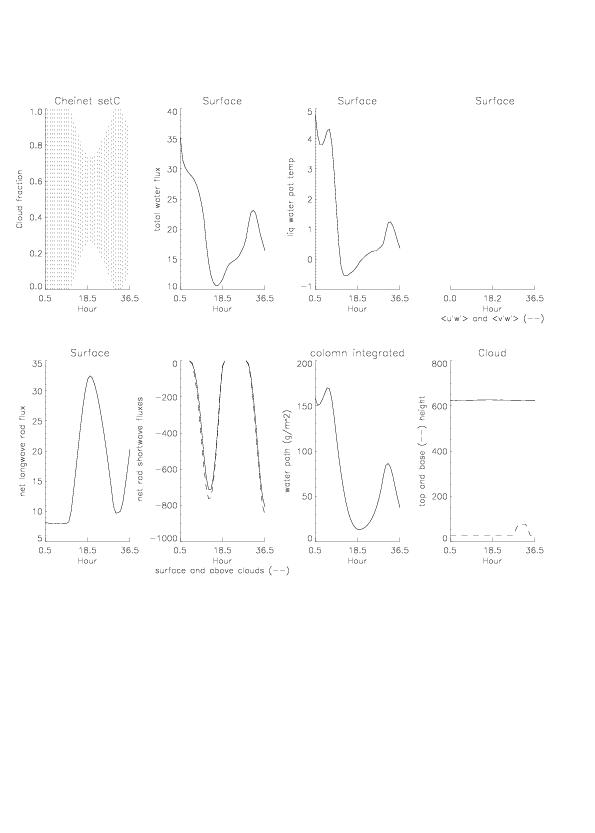 Cheinet setC
Cloud fraction
1.0
0.8
0.6
0.4
0.2
0.0
0.5 18.5 36.5
Hour
Surface
total water flux
40
35
30
25
20
15
10
0.5 18.5 36.5
Hour
Surface
liq water pot temp.
5
4
3
2
1
0
-1
0.5 18.5 36.5
Hour
Surface
0.0 18.2 36.5
Hour
<u'w'> and <v'w'> (--)
Surface
net longwave rad flux
35
30
25
20
15
10
5
0.5 18.5 36.5
Hour
net rad shortwave fluxes
0
-200
-400
-600
-800
-1000
0.5 18.5 36.5
Hour
surface and above clouds (--)
colomn integrated
water path (g/m^2)
200
150
100
50
0
0.5 18.5 36.5
Hour
Cloud
top and base (--) height
800
600
400
200
0
0.5 18.5 36.5
Hour